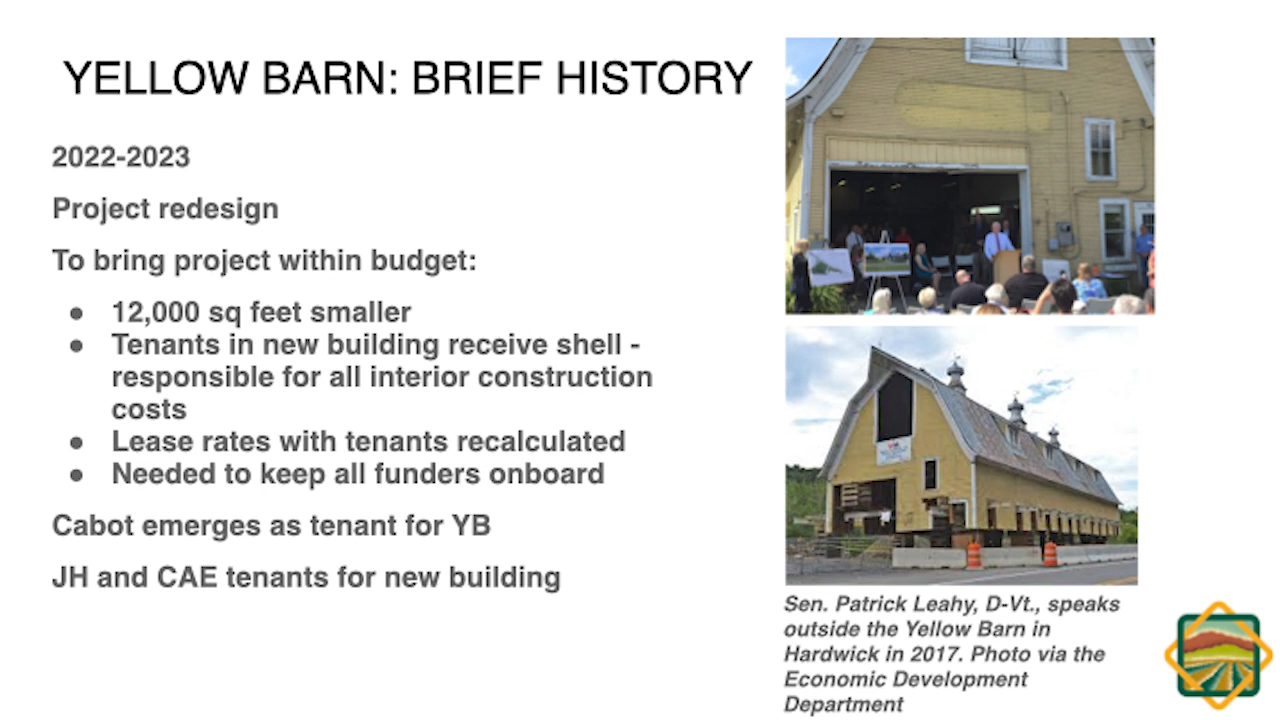 YELLOW BARN: BRIEF HISTORY
2022-2023
Project redesign
To bring project within budget:
● 12,000 sq feet smaller
● Tenants in new building receive shell -
responsible for all interior construction
costs
● Lease rates with tenants recalculated
● Needed to keep all funders onboard
Cabot emerges as tenant for YB
JH and CAE tenants for new building
Sen. Patrick Leahy, D-Vt., speaks
outside the Yellow Barn in
Hardwick in 2017. Photo via the
Economic Development
Department